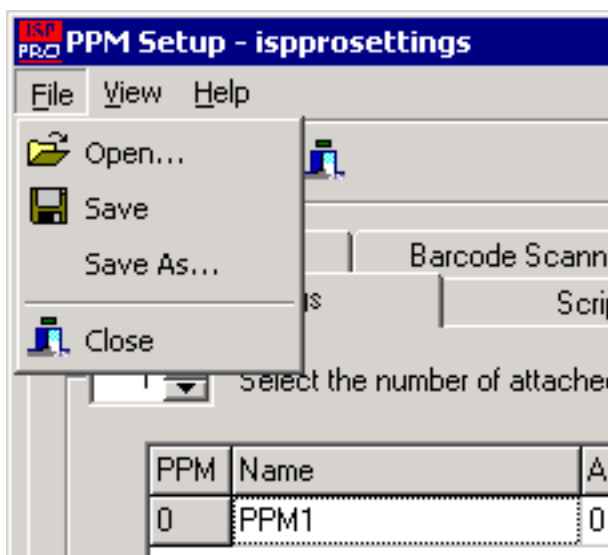 ISP PRO PPM Setup - ispprosettings
File View Help
Open...
Save
Save As...
Close
Barcode Scann
Scrip
Select the number of attached
PPM Name A
0 PPM1 0